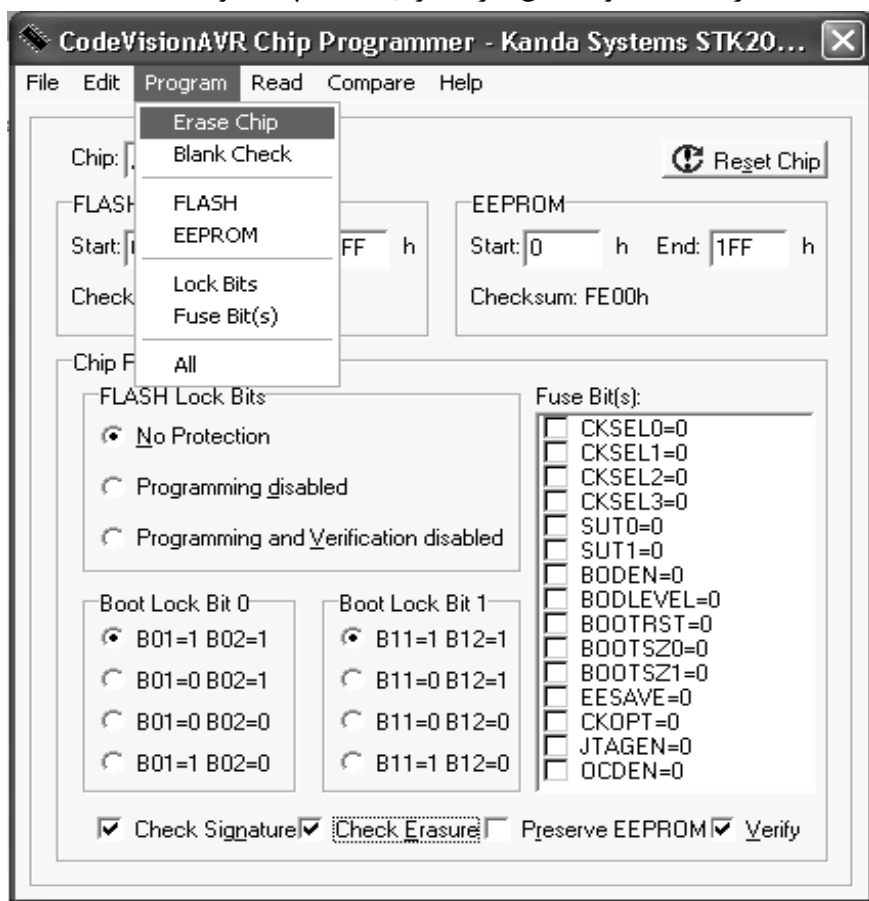 CodeVisionAVR Chip Programmer - Kanda Systems STK20...
File Edit Program Read Compare Help
Erase Chip
Blank Check
FLASH
EEPROM
Lock Bits
Fuse Bit(s)
All
Chip:
Reset Chip
FLASH
Start: FF h
Check
EEPROM
Start: 0 h End: 1FF h
Checksum: FE00h
Chip F
FLASH Lock Bits
No Protection
Programming disabled
Programming and Verification disabled
Fuse Bit(s):
CKSEL0=0
CKSEL1=0
CKSEL2=0
CKSEL3=0
SUT0=0
SUT1=0
BODEN=0
BODLEVEL=0
BOOTRST=0
BOOTSZ0=0
BOOTSZ1=0
EESAVE=0
CKOPT=0
JTAGEN=0
OCDEN=0
Boot Lock Bit 0
B01=1 B02=1
B01=0 B02=1
B01=0 B02=0
B01=1 B02=0
Boot Lock Bit 1
B11=1 B12=1
B11=0 B12=1
B11=0 B12=0
B11=1 B12=0
Check Signature Check Erasure Preserve EEPROM Verify